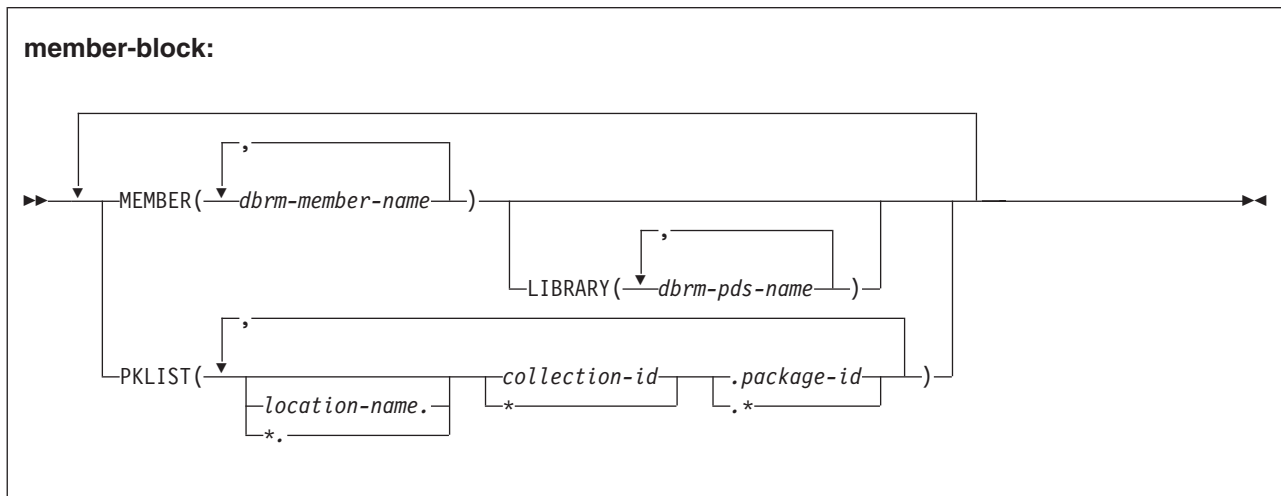 member-block:
,
MEMBER( dbrm-member-name )
,
LIBRARY( dbrm-pds-name )
,
PKLIST( collection-id .package-id )
location-name. * .*
*.